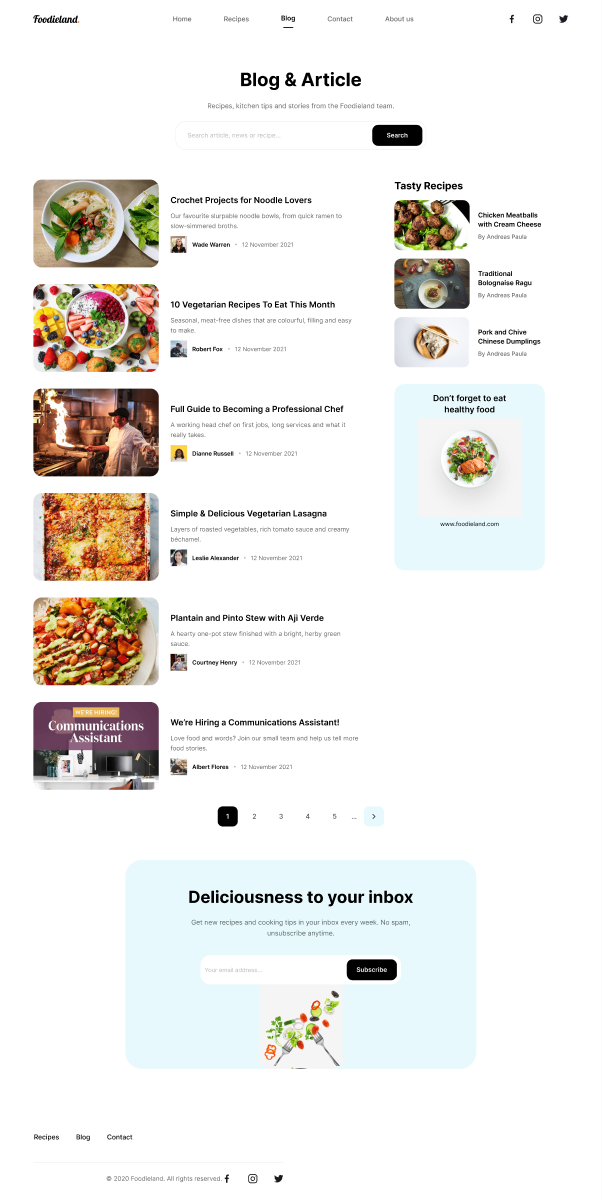 Foodieland.
Home Recipes Blog Contact About us
Blog & Article
Recipes, kitchen tips and stories from the Foodieland team.
Search article, news or recipe...
Search
Crochet Projects for Noodle Lovers
Our favourite slurpable noodle bowls, from quick ramen to
slow-simmered broths.
Wade Warren • 12 November 2021
10 Vegetarian Recipes To Eat This Month
Seasonal, meat-free dishes that are colourful, filling and easy
to make.
Robert Fox • 12 November 2021
Full Guide to Becoming a Professional Chef
A working head chef on first jobs, long services and what it
really takes.
Dianne Russell • 12 November 2021
Simple & Delicious Vegetarian Lasagna
Layers of roasted vegetables, rich tomato sauce and creamy
béchamel.
Leslie Alexander • 12 November 2021
Plantain and Pinto Stew with Aji Verde
A hearty one-pot stew finished with a bright, herby green
sauce.
Courtney Henry • 12 November 2021
WE'RE HIRING!
Communications
Assistant
We're Hiring a Communications Assistant!
Love food and words? Join our small team and help us tell more
food stories.
Albert Flores • 12 November 2021
Tasty Recipes
Chicken Meatballs
with Cream Cheese
By Andreas Paula
Traditional
Bolognaise Ragu
By Andreas Paula
Pork and Chive
Chinese Dumplings
By Andreas Paula
Don't forget to eat
healthy food
www.foodieland.com
1 2 3 4 5 ...
Deliciousness to your inbox
Get new recipes and cooking tips in your inbox every week. No spam,
unsubscribe anytime.
Your email address...
Subscribe
Recipes Blog Contact
© 2020 Foodieland. All rights reserved.